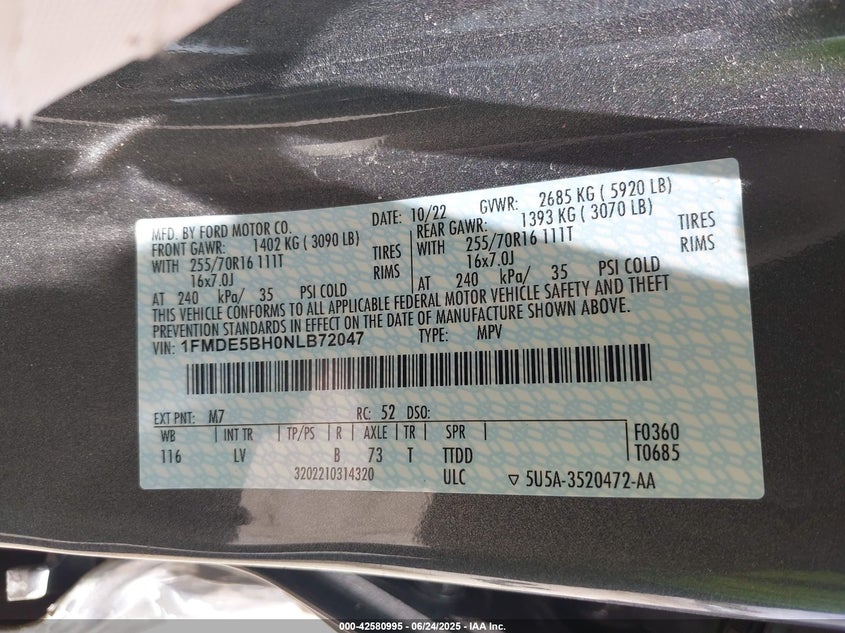 MFD. BY FORD MOTOR CO. DATE: 10/22 GVWR: 2685 KG ( 5920 LB)
FRONT GAWR: 1402 KG ( 3090 LB) REAR GAWR: 1393 KG ( 3070 LB)
WITH 255/70R16 111T TIRES WITH 255/70R16 111T TIRES
16x7.0J RIMS 16x7.0J RIMS
AT 240 kPa/ 35 PSI COLD AT 240 kPa/ 35 PSI COLD
THIS VEHICLE CONFORMS TO ALL APPLICABLE FEDERAL MOTOR VEHICLE SAFETY AND THEFT
PREVENTION STANDARDS IN EFFECT ON THE DATE OF MANUFACTURE SHOWN ABOVE.
VIN: 1FMDE5BH0NLB72047 TYPE: MPV
EXT PNT: M7 RC: 52 DSO:
WB INT TR TP/PS R AXLE TR SPR F0360
116 LV B 73 T TTDD T0685
3202210314320 ULC ▽ 5U5A-3520472-AA
000-42580995 - 06/24/2025 - IAA Inc.